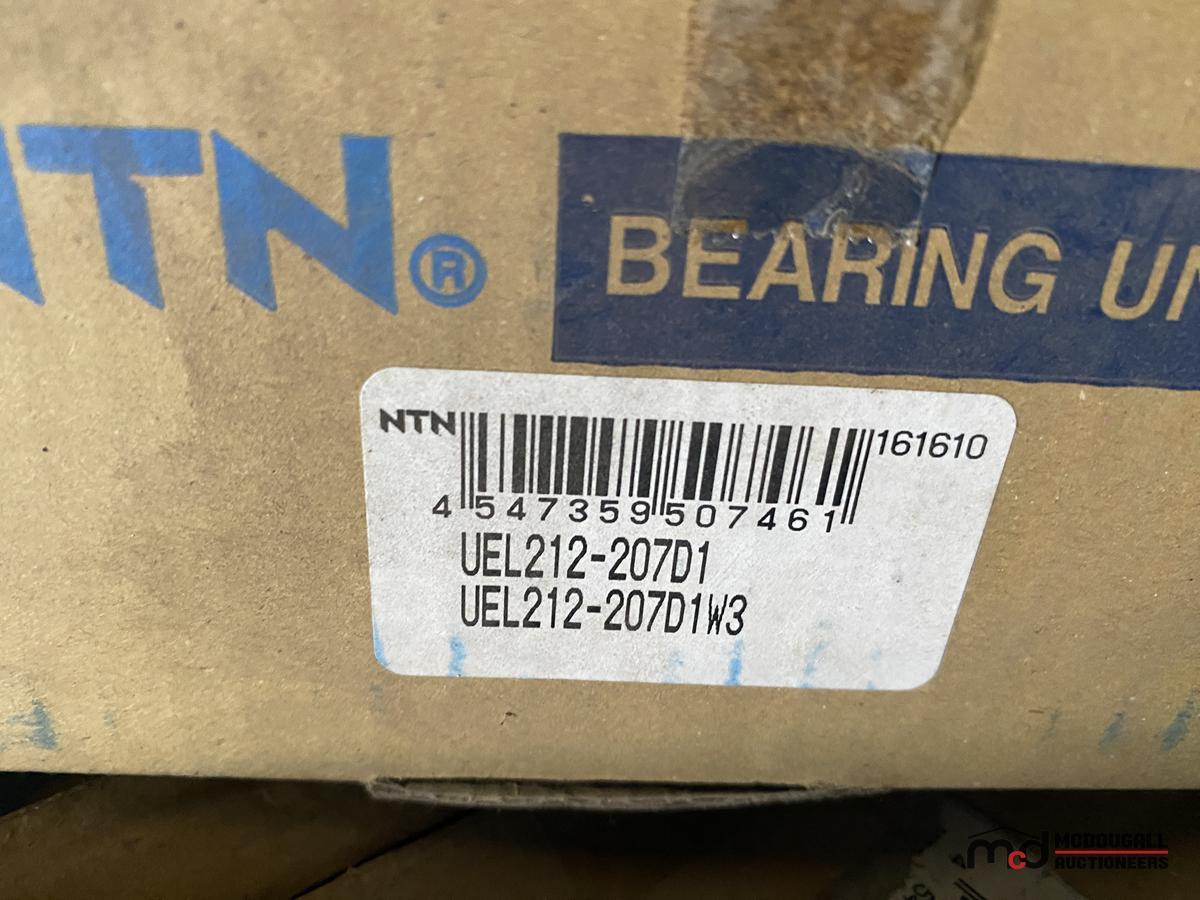 NTN®
BEARING UN
NTN
161610
4 547359 507461
UEL212-207D1
UEL212-207D1W3
mcd MCDOUGALL
AUCTIONEERS